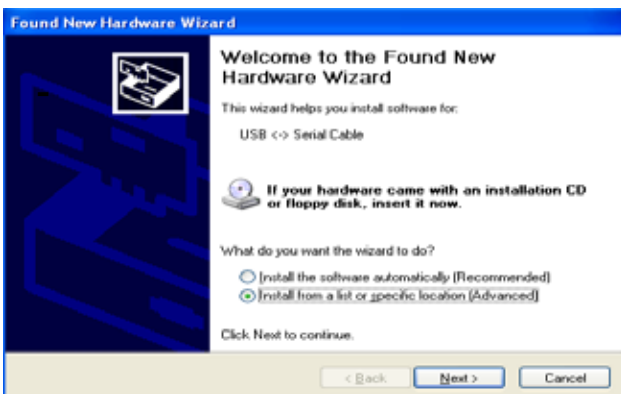 Found New Hardware Wizard
Welcome to the Found New
Hardware Wizard
This wizard helps you install software for:
USB <-> Serial Cable
If your hardware came with an installation CD
or floppy disk, insert it now.
What do you want the wizard to do?
Install the software automatically (Recommended)
Install from a list or specific location (Advanced)
Click Next to continue.
< Back
Next >
Cancel